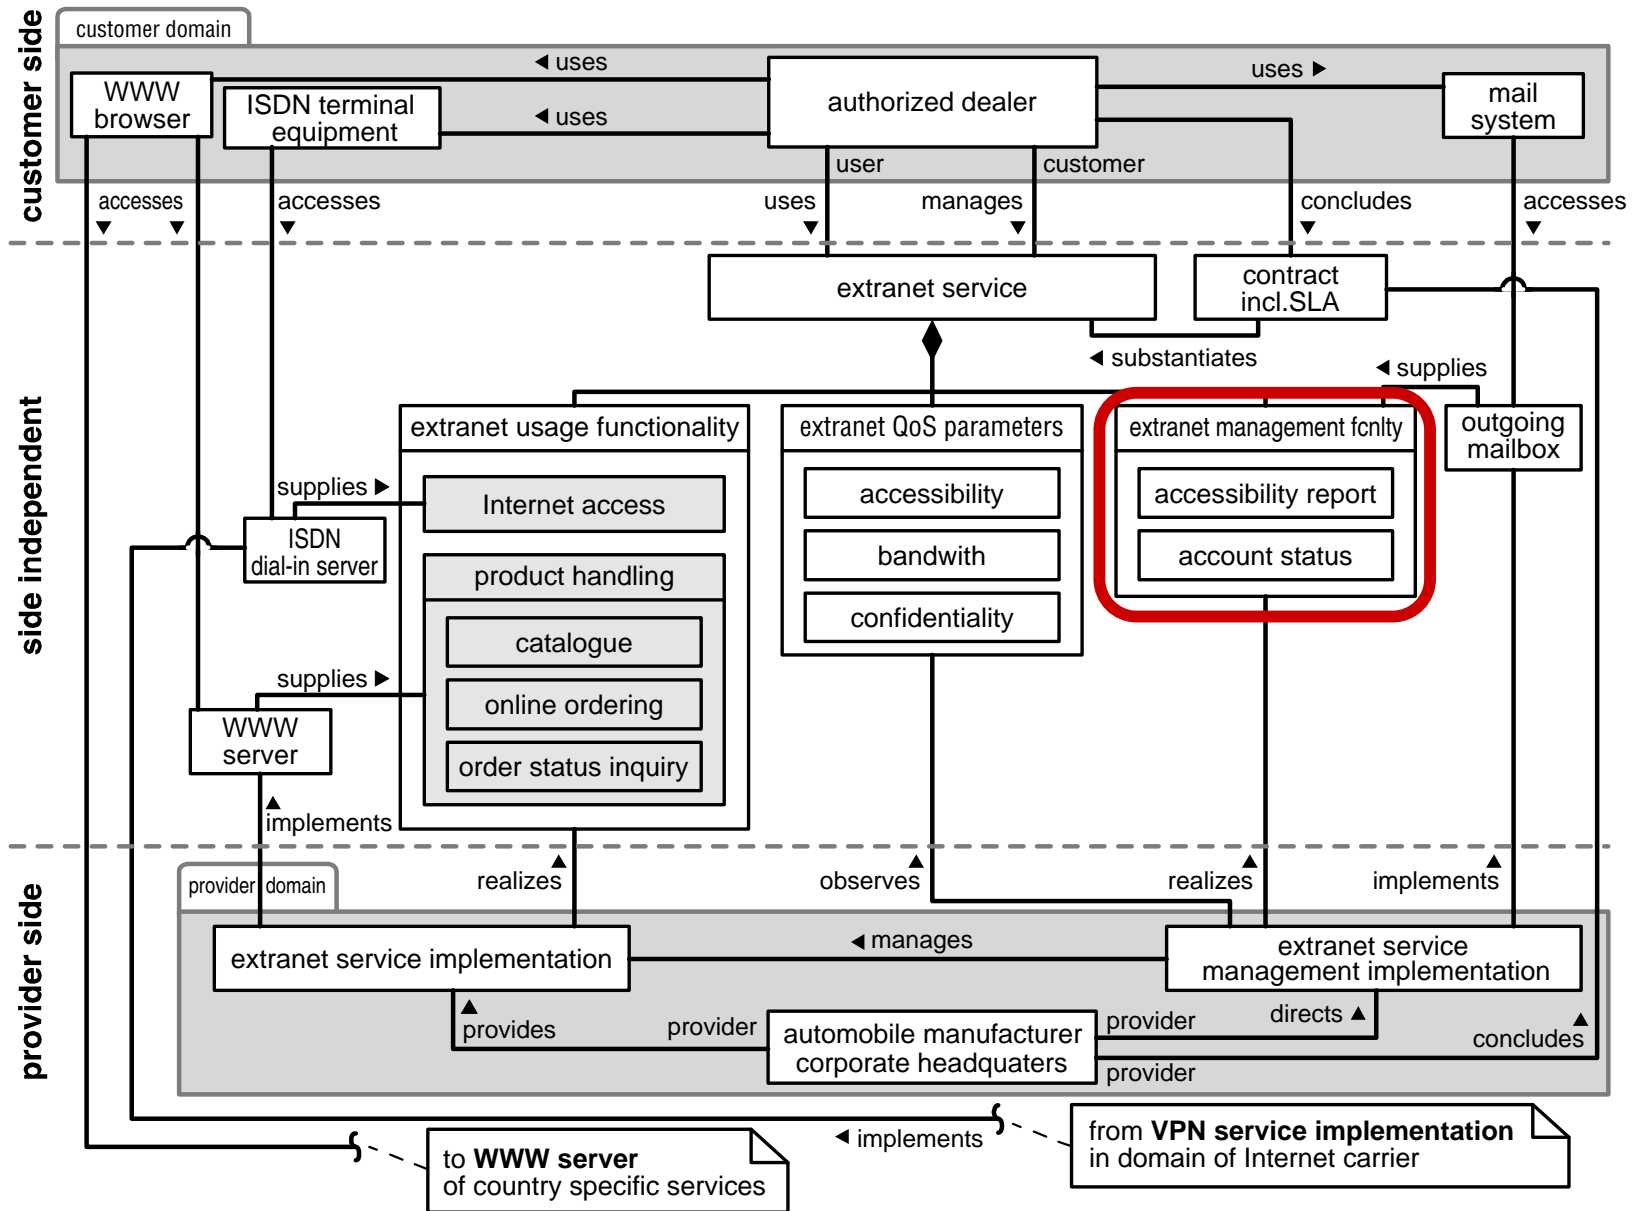 customer side
customer domain
WWW
browser
ISDN terminal
equipment
◄ uses
◄ uses
authorized dealer
uses ►
mail
system
user
customer
accesses
▼
▼
accesses
▼
uses
▼
manages
▼
concludes
▼
accesses
▼
side independent
extranet service
contract
incl.SLA
◄ substantiates
◄ supplies
extranet usage functionality
extranet QoS parameters
extranet management fcnlty
outgoing
mailbox
supplies ►
Internet access
accessibility
accessibility report
ISDN
dial-in server
bandwith
account status
product handling
confidentiality
catalogue
supplies ►
online ordering
WWW
server
order status inquiry
▲
implements
provider side
provider domain
▲
realizes
▲
observes
▲
realizes
▲
implements
extranet service implementation
◄ manages
extranet service
management implementation
▲
provides
provider
automobile manufacturer
corporate headquaters
provider
directs ▲
provider
▲
concludes
◄ implements
to WWW server
of country specific services
from VPN service implementation
in domain of Internet carrier